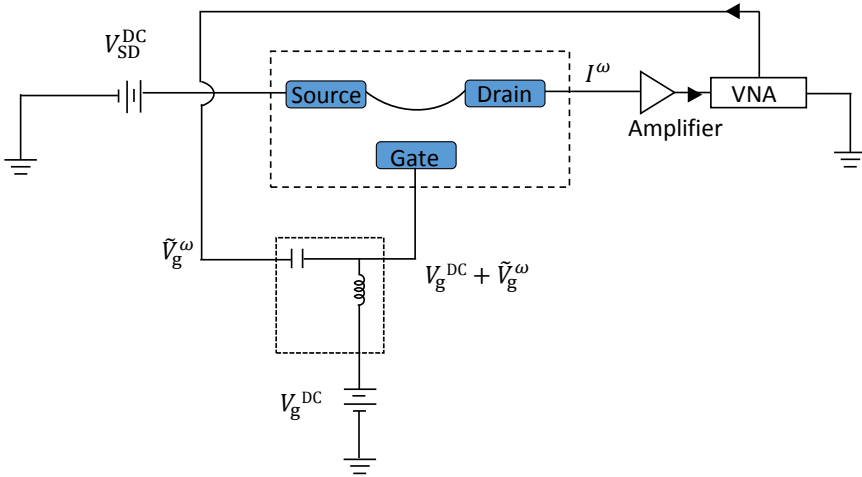 V_SD^DC
Source
Drain
I^ω
VNA
Amplifier
Gate
Ṽ_g^ω
V_g^DC + Ṽ_g^ω
V_g^DC